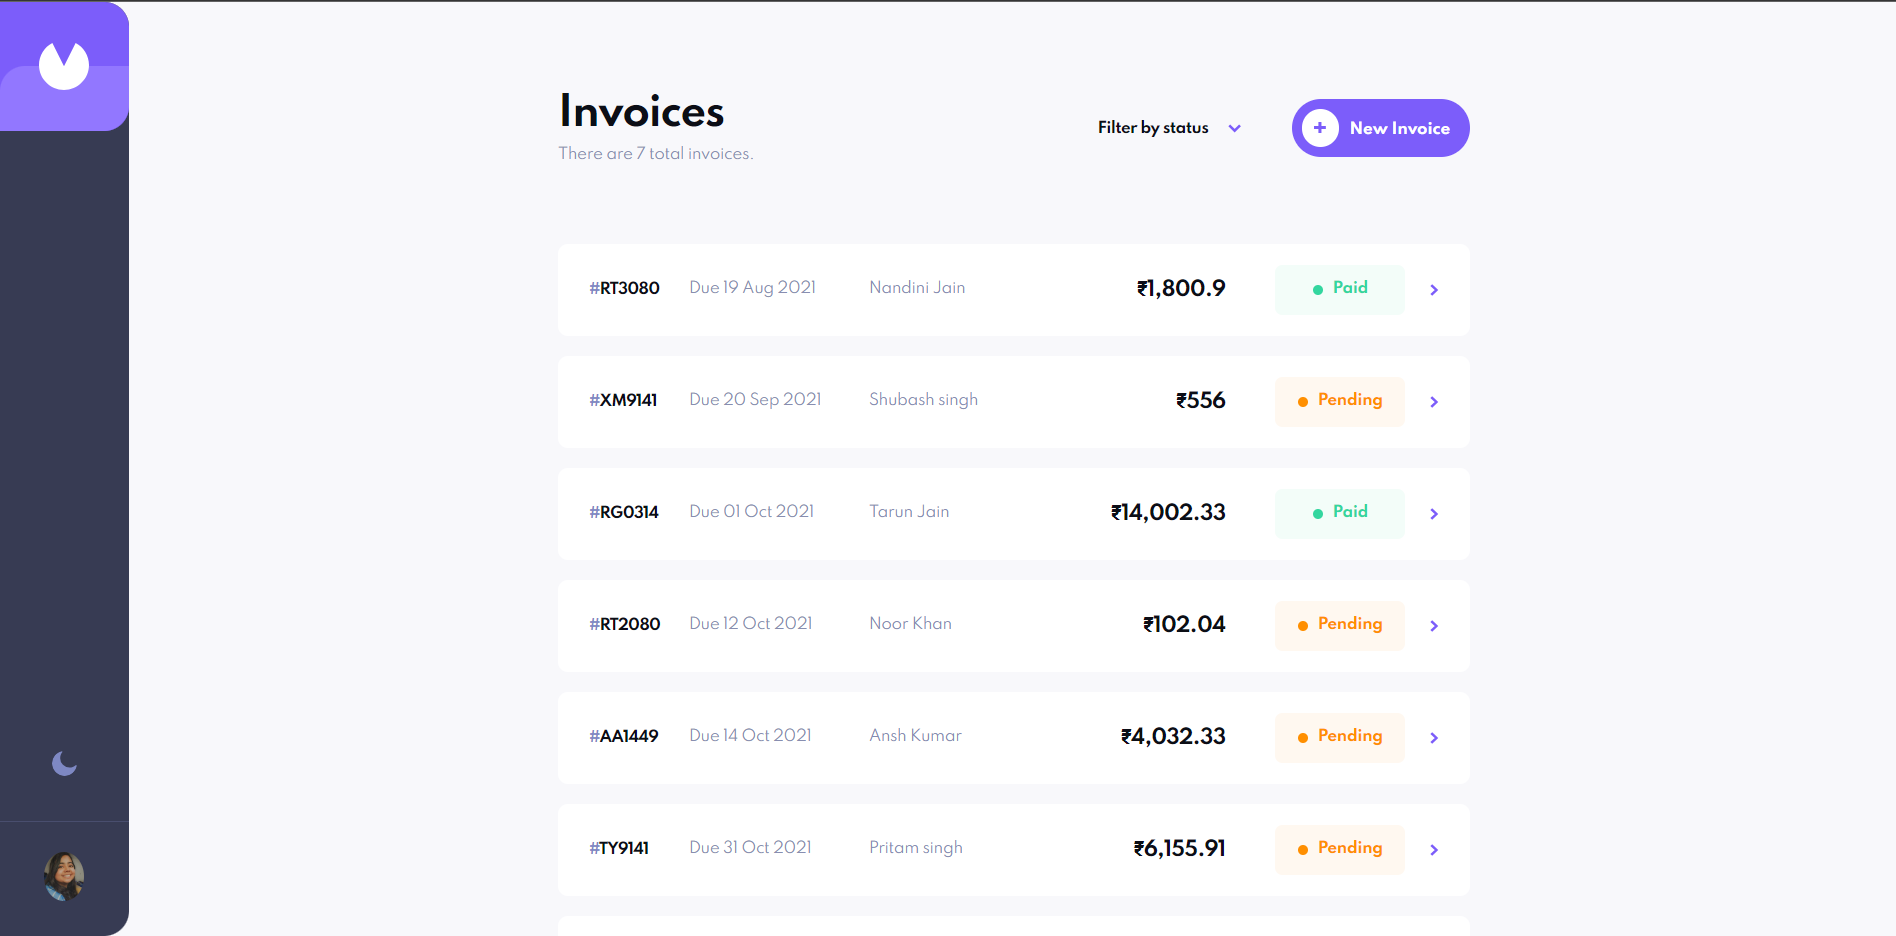 Invoices
There are 7 total invoices.
Filter by status
New Invoice
#RT3080 Due 19 Aug 2021 Nandini Jain ₹1,800.9 Paid
#XM9141 Due 20 Sep 2021 Shubash singh ₹556 Pending
#RG0314 Due 01 Oct 2021 Tarun Jain ₹14,002.33 Paid
#RT2080 Due 12 Oct 2021 Noor Khan ₹102.04 Pending
#AA1449 Due 14 Oct 2021 Ansh Kumar ₹4,032.33 Pending
#TY9141 Due 31 Oct 2021 Pritam singh ₹6,155.91 Pending